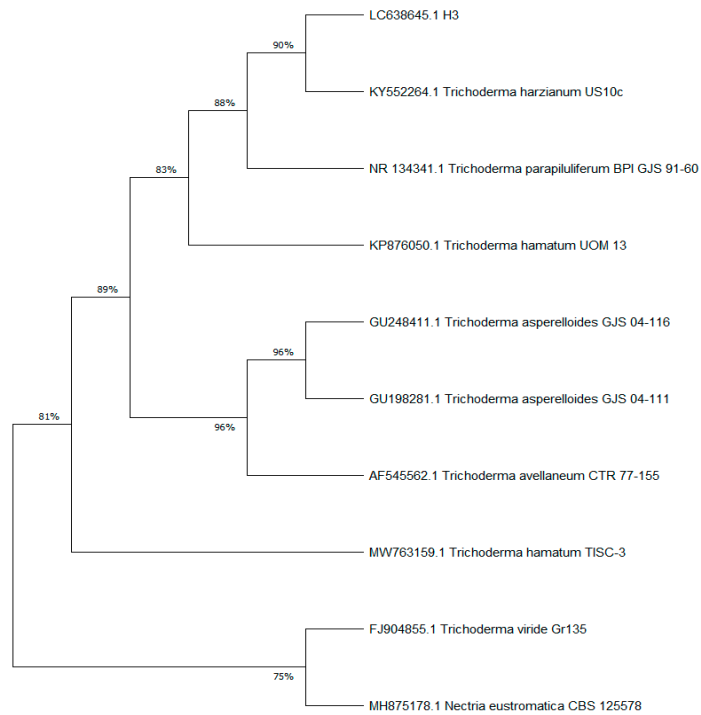 LC638645.1 H3
90%
KY552264.1 Trichoderma harzianum US10c
88%
NR 134341.1 Trichoderma parapiluliferum BPI GJS 91-60
83%
KP876050.1 Trichoderma hamatum UOM 13
89%
GU248411.1 Trichoderma asperelloides GJS 04-116
96%
GU198281.1 Trichoderma asperelloides GJS 04-111
81%
96%
AF545562.1 Trichoderma avellaneum CTR 77-155
MW763159.1 Trichoderma hamatum TISC-3
FJ904855.1 Trichoderma viride Gr135
75%
MH875178.1 Nectria eustromatica CBS 125578